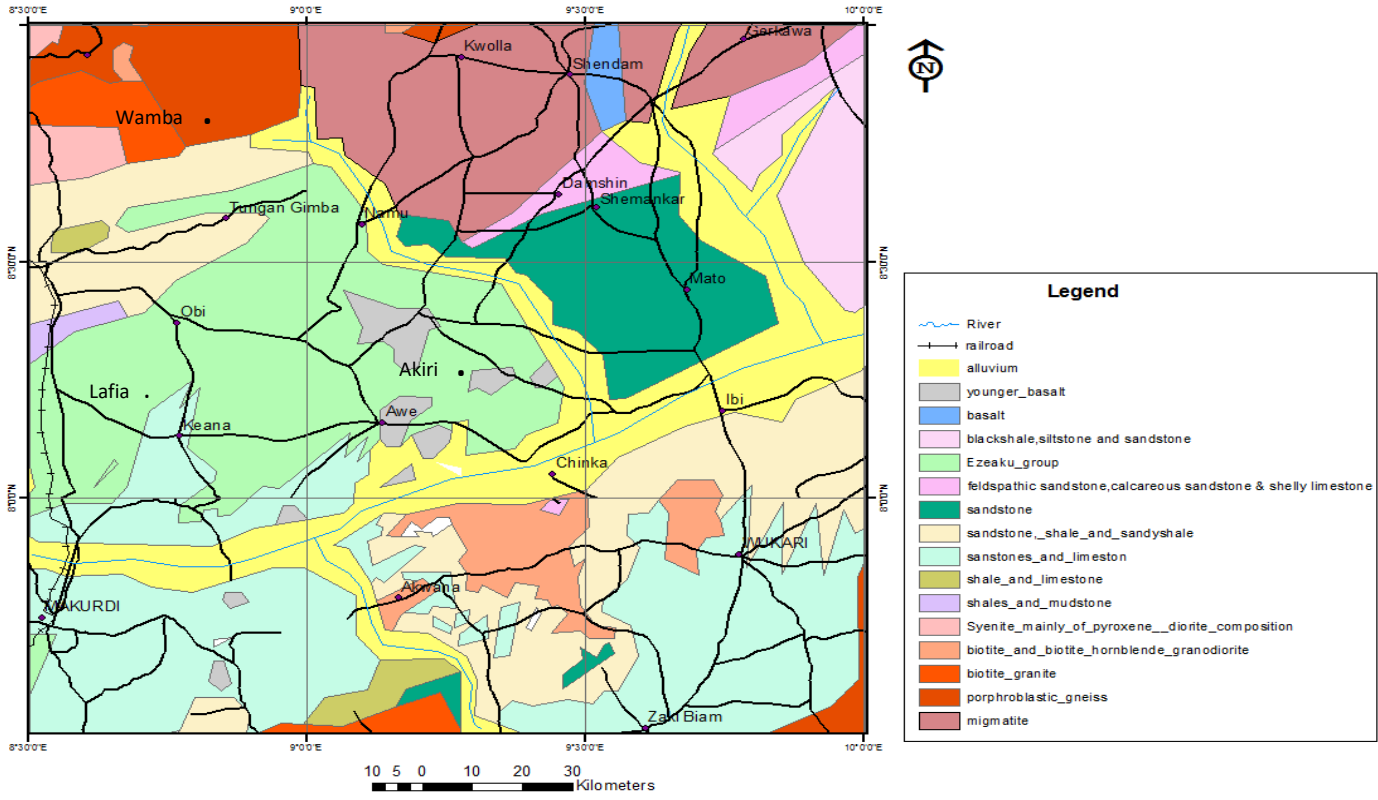 8°30'0"E 9°0'0"E 9°30'0"E 10°0'0"E
Gerkawa
Kwolla
Shendam
N
Wamba
Damshin
Shemankar
Tungan Gimba
Namu
8°30'0"N 8°30'0"N
Mato
Obi
Akiri
Lafia
Ibi
Awe
Keana
Chinka
8°0'0"N 8°0'0"N
WUKARI
Akwana
MAKURDI
Zaki Biam
8°30'0"E 9°0'0"E 9°30'0"E 10°0'0"E
10 5 0 10 20 30
Kilometers
Legend
River
railroad
alluvium
younger_basalt
basalt
blackshale,siltstone and sandstone
Ezeaku_group
feldspathic sandstone,calcareous sandstone & shelly limestone
sandstone
sandstone,_shale_and_sandyshale
sanstones_and_limeston
shale_and_limestone
shales_and_mudstone
Syenite_mainly_of_pyroxene__diorite_composition
biotite_and_biotite_hornblende_granodiorite
biotite_granite
porphroblastic_gneiss
migmatite